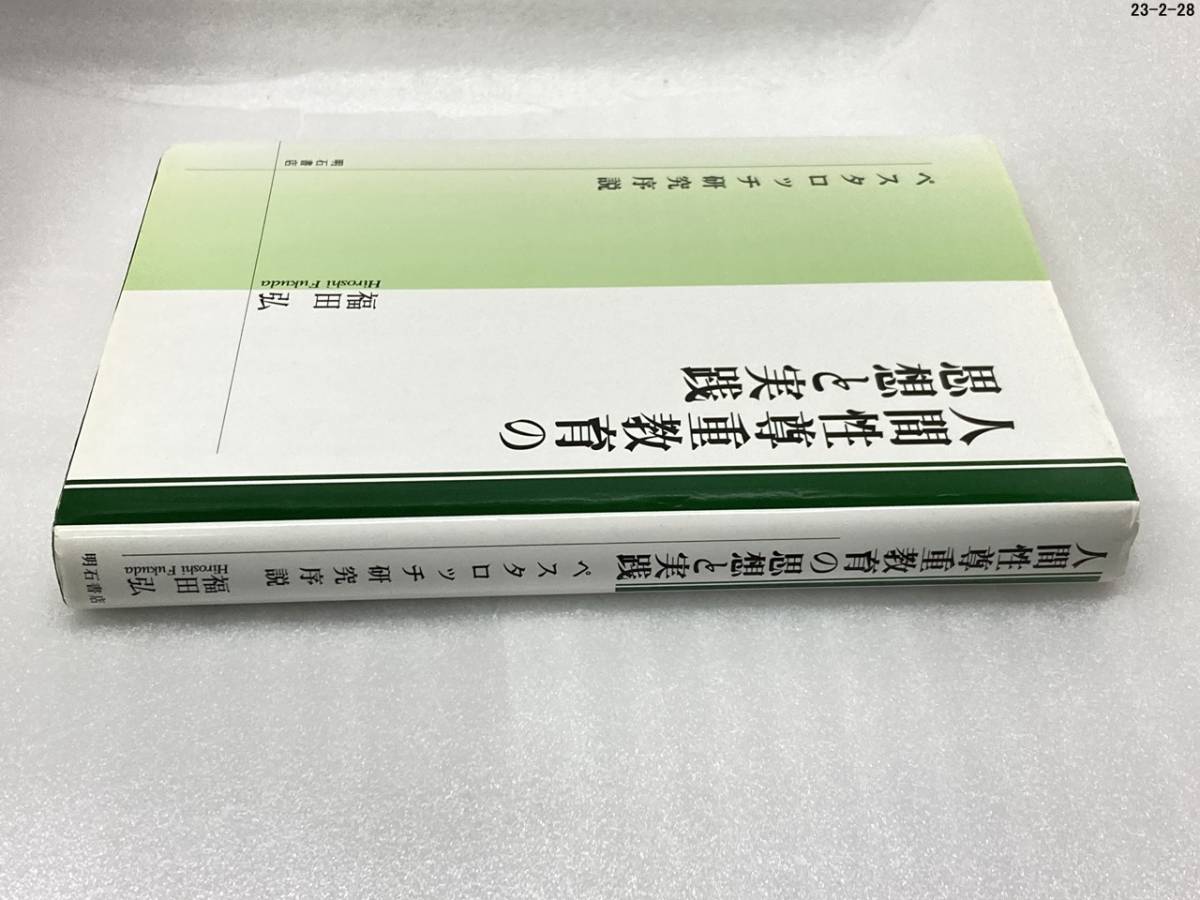 23-2-28
人間性尊重教育の
思想と実践
ペスタロッチ研究序説
福田弘
Hiroshi Fukuda
明石書店
人間性尊重教育の思想と実践
ペスタロッチ研究序説
福田弘
Hiroshi Fukuda
明石書店